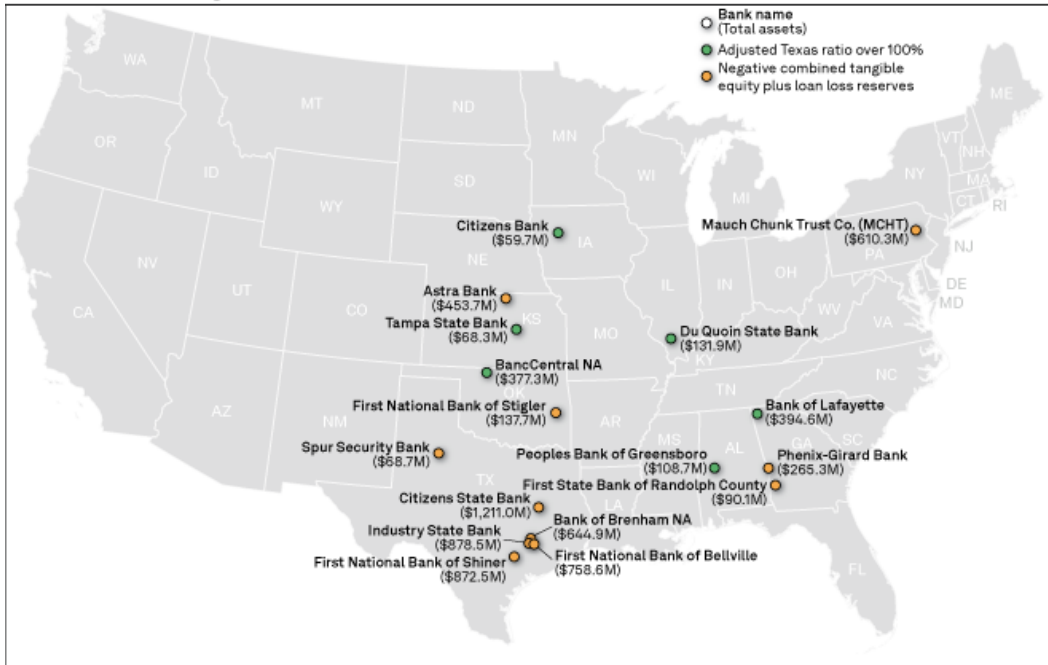 Bank name
(Total assets)
Adjusted Texas ratio over 100%
Negative combined tangible
equity plus loan loss reserves
WA
MT
ND
MN
ME
OR
ID
SD
WI
MI
VT
NH
NY
MA
CT
RI
WY
Citizens Bank
($59.7M)
IA
Mauch Chunk Trust Co. (MCHT)
($610.3M)
PA
NJ
NV
NE
UT
CO
Astra Bank
($453.7M)
IL
IN
OH
DE
MD
WV
VA
CA
Tampa State Bank
($68.3M)
KS
MO
Du Quoin State Bank
($131.9M)
KY
BancCentral NA
($377.3M)
OK
TN
NC
AZ
NM
First National Bank of Stigler
($137.7M)
AR
Bank of Lafayette
($394.6M)
SC
Spur Security Bank
($68.7M)
MS
AL
GA
Peoples Bank of Greensboro
($108.7M)
Phenix-Girard Bank
($265.3M)
TX
First State Bank of Randolph County
($90.1M)
Citizens State Bank
($1,211.0M)
LA
Bank of Brenham NA
($644.9M)
Industry State Bank
($878.5M)
First National Bank of Bellville
($758.6M)
First National Bank of Shiner
($872.5M)
FL